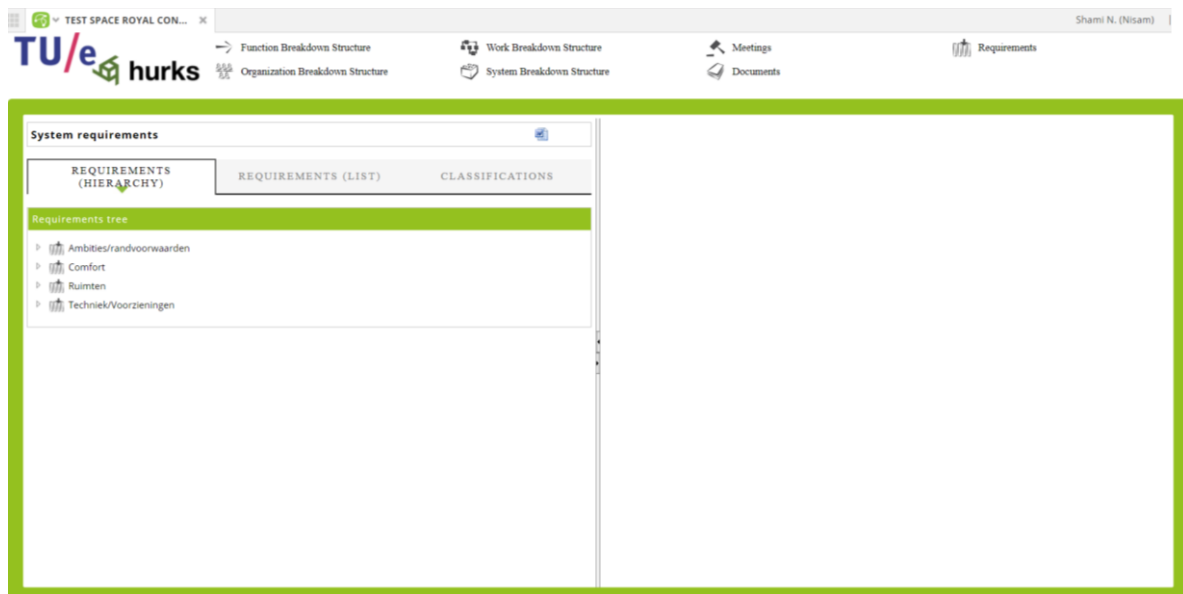 TEST SPACE ROYAL CON...
Shami N. (Nisam)
TU/e
hurks
Function Breakdown Structure
Work Breakdown Structure
Meetings
Requirements
Organization Breakdown Structure
System Breakdown Structure
Documents
System requirements
REQUIREMENTS
(HIERARCHY)
REQUIREMENTS (LIST)
CLASSIFICATIONS
Requirements tree
Ambities/randvoorwaarden
Comfort
Ruimten
Techniek/Voorzieningen